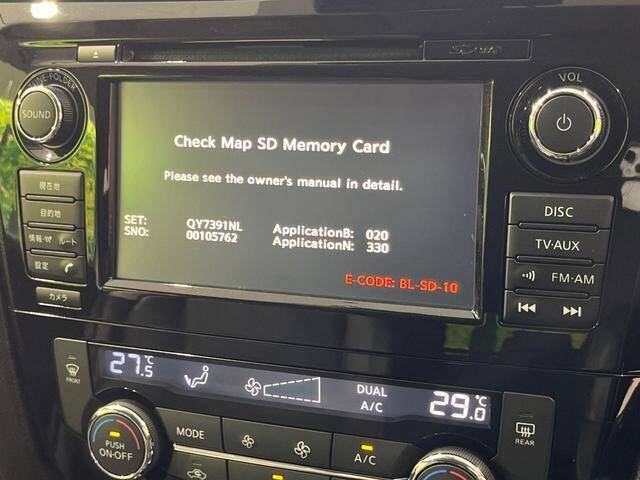 TUNE·FOLDER
SOUND
現在地
目的地
情報・VICS ルート
設定
カメラ
VOL
DISC
TV·AUX
FM·AM
Check Map SD Memory Card
Please see the owner's manual in detail.
SET: QY7391NL ApplicationB: 020
SNO: 00105762 ApplicationN: 330
E-CODE: BL-SD-10
27.5 °C
DUAL
A/C
29.0 °C
FRONT
PUSH
ON·OFF
MODE
A/C
REAR